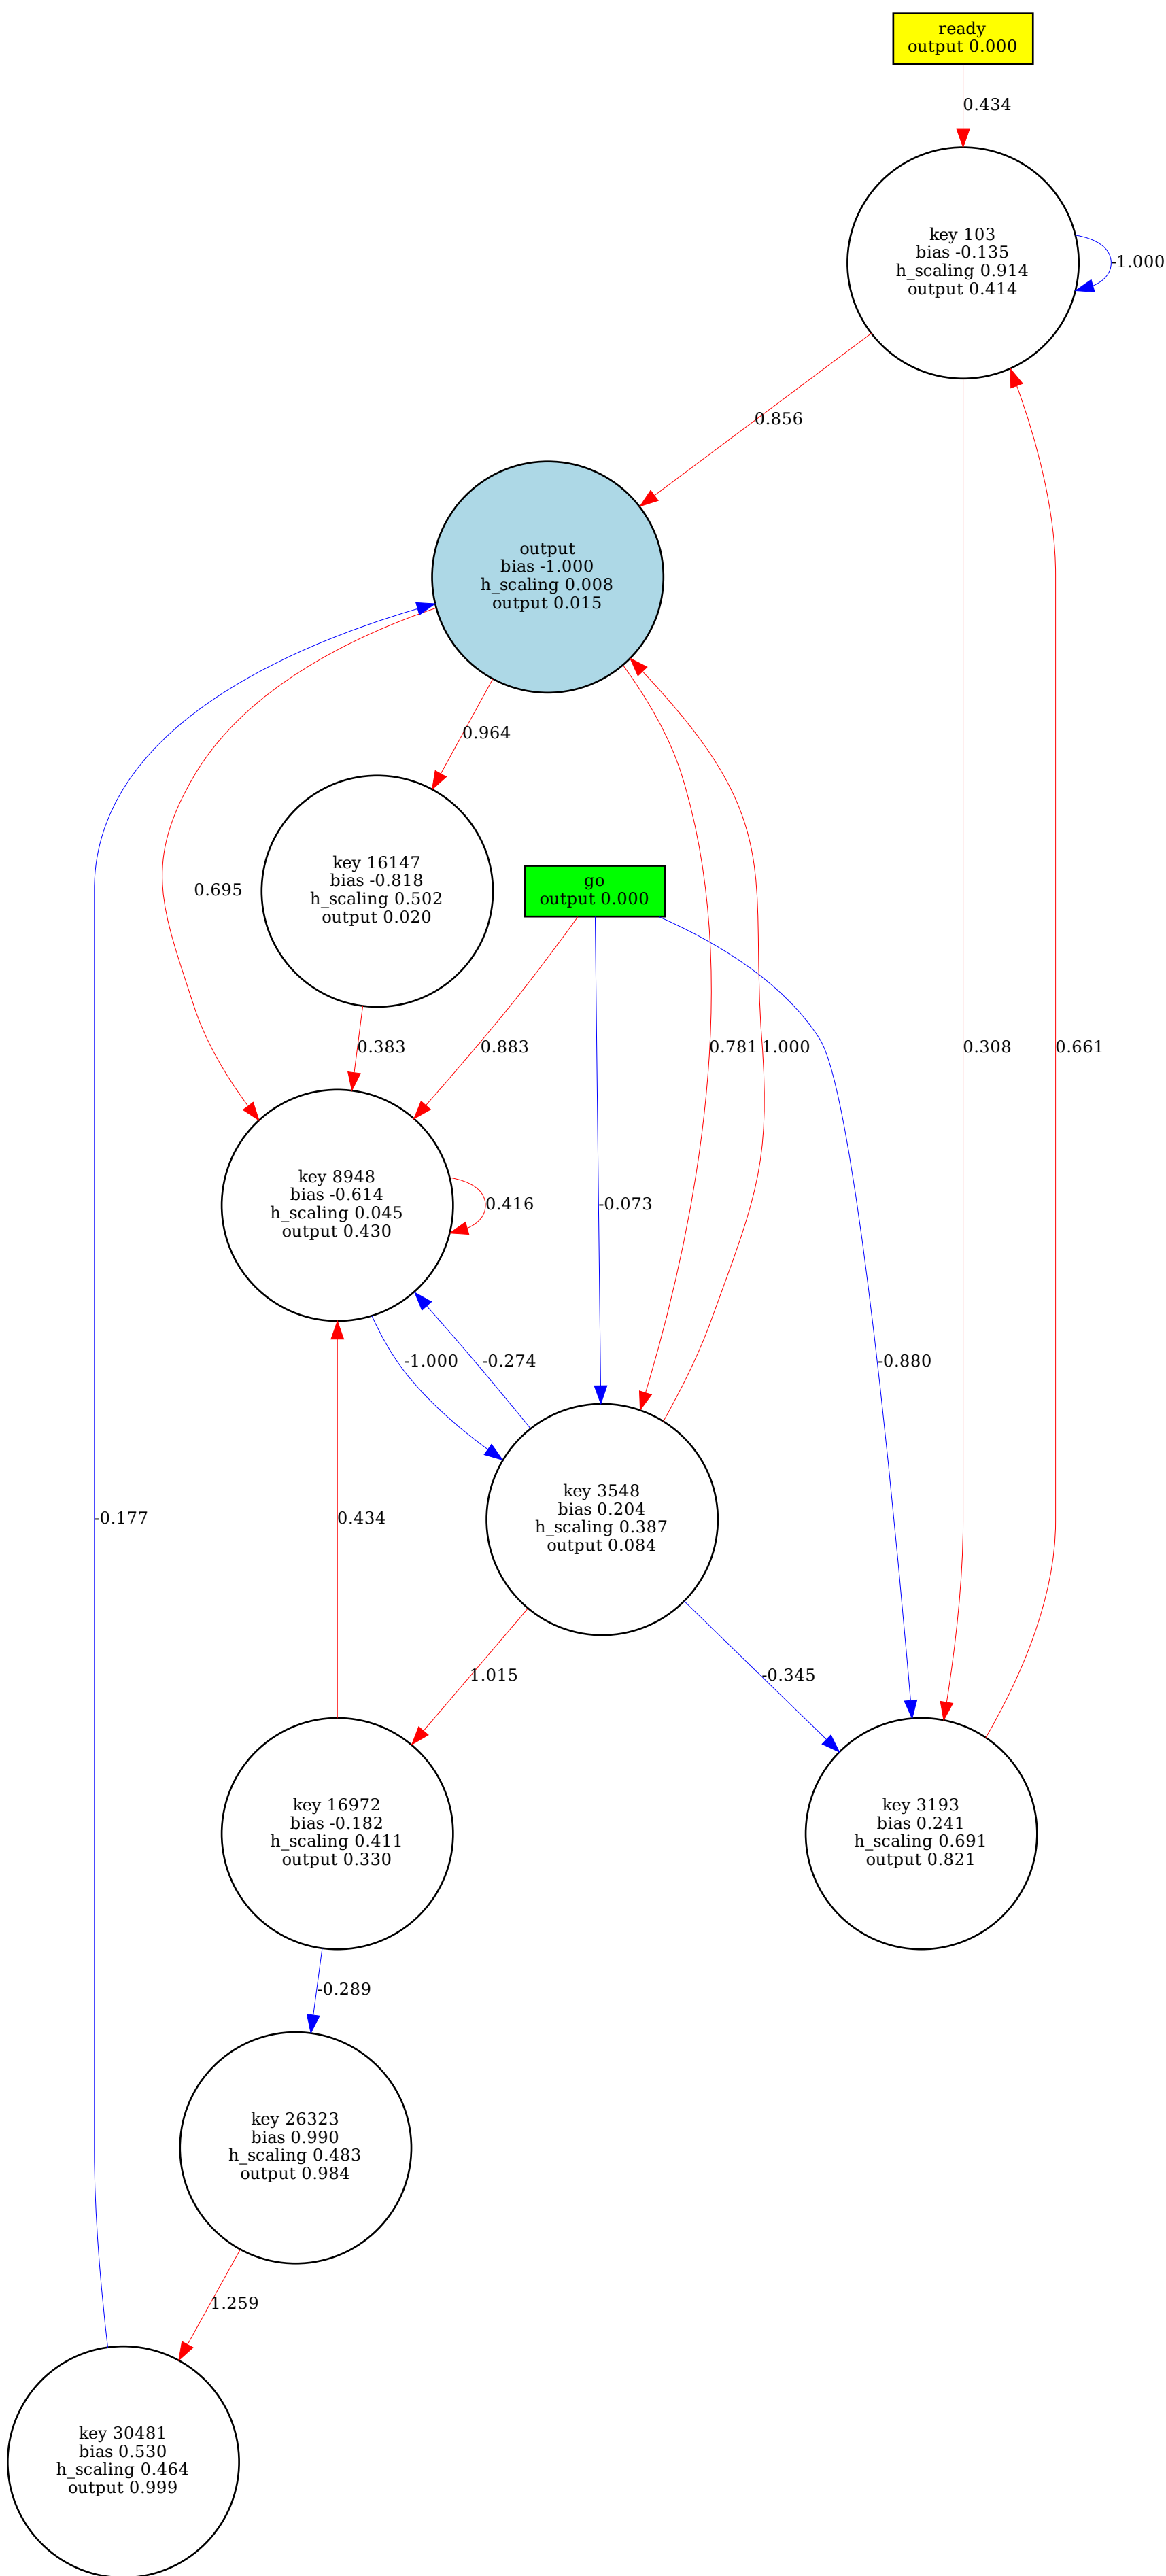 ready
output 0.000
0.434
key 103
bias -0.135
h_scaling 0.914
output 0.414
-1.000
0.856
output
bias -1.000
h_scaling 0.008
output 0.015
0.964
key 16147
bias -0.818
h_scaling 0.502
output 0.020
go
output 0.000
0.695
0.383
0.883
0.781
1.000
0.308
0.661
key 8948
bias -0.614
h_scaling 0.045
output 0.430
0.416
-0.073
-1.000
-0.274
-0.880
key 3548
bias 0.204
h_scaling 0.387
output 0.084
-0.177
0.434
1.015
-0.345
key 16972
bias -0.182
h_scaling 0.411
output 0.330
key 3193
bias 0.241
h_scaling 0.691
output 0.821
-0.289
key 26323
bias 0.990
h_scaling 0.483
output 0.984
1.259
key 30481
bias 0.530
h_scaling 0.464
output 0.999